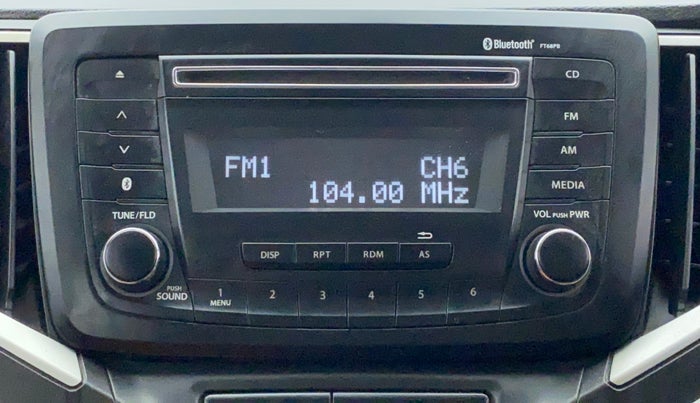 Bluetooth® FT68PB
CD
FM
AM
MEDIA
FM1 CH6
104.00 MHz
TUNE/FLD
VOL PUSH PWR
DISP RPT RDM AS
PUSH
SOUND
1 2 3 4 5 6
MENU